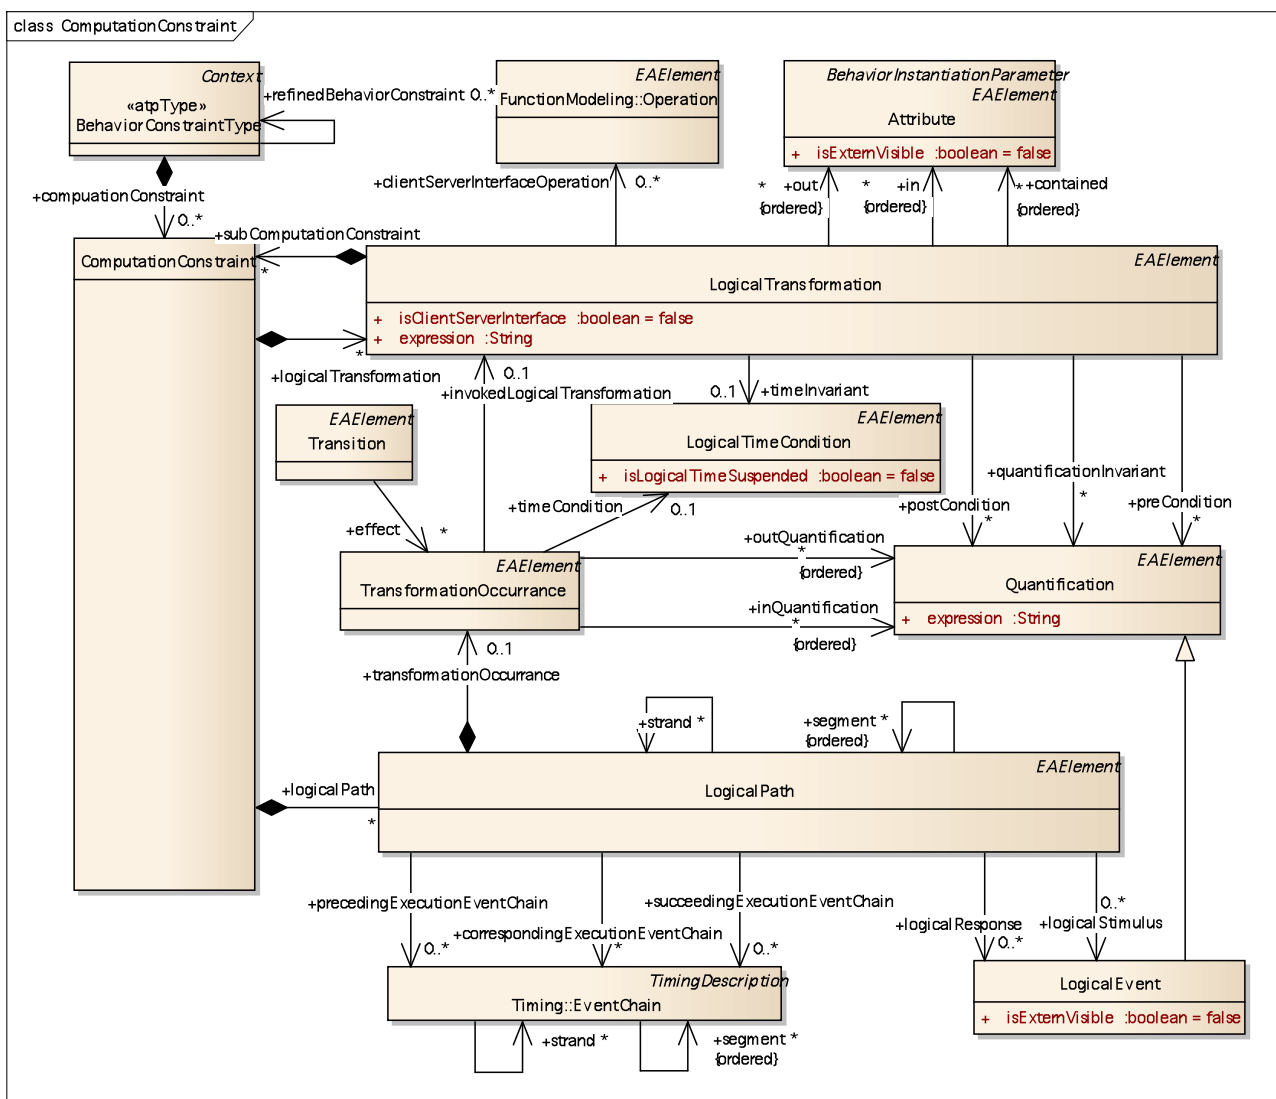 class ComputationConstraint
Context
«atpType»
BehaviorConstraintType
+refinedBehaviorConstraint 0..*
EAElement
FunctionModeling::Operation
BehaviorInstantiationParameter
EAElement
Attribute
+ isExternVisible :boolean = false
+compuationConstraint
0..*
+clientServerInterfaceOperation
0..*
* +out
{ordered}
* +in
{ordered}
* +contained
{ordered}
+subComputationConstraint
*
ComputationConstraint
EAElement
LogicalTransformation
+ isClientServerInterface :boolean = false
+ expression :String
*
+logicalTransformation
0..1
+invokedLogicalTransformation
0..1 +timeInvariant
EAElement
Transition
EAElement
LogicalTimeCondition
+ isLogicalTimeSuspended :boolean = false
+quantificationInvariant
*
+postCondition
*
+preCondition
*
+timeCondition
0..1
+effect *
EAElement
TransformationOccurrance
+outQuantification
*
{ordered}
+inQuantification
*
{ordered}
EAElement
Quantification
+ expression :String
0..1
+transformationOccurrance
+strand *
+segment *
{ordered}
EAElement
LogicalPath
+logicalPath
*
+precedingExecutionEventChain
0..*
+correspondingExecutionEventChain
*
+succeedingExecutionEventChain
0..*
+logicalResponse
0..*
0..*
+logicalStimulus
TimingDescription
Timing::EventChain
+strand *
+segment *
{ordered}
LogicalEvent
+ isExternVisible :boolean = false